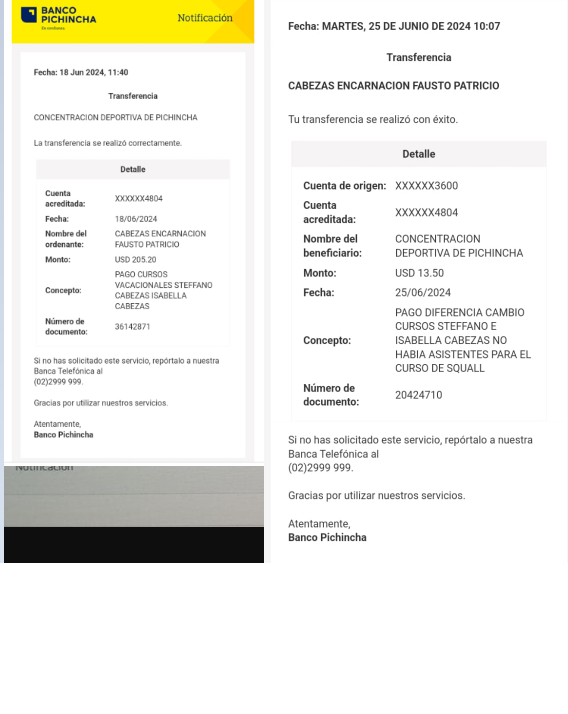 BANCO
PICHINCHA
En confianza.
Notificación
Fecha: 18 Jun 2024, 11:40
Transferencia
CONCENTRACION DEPORTIVA DE PICHINCHA
La transferencia se realizó correctamente.
Detalle
Cuenta
acreditada: XXXXXX4804
Fecha: 18/06/2024
Nombre del
ordenante: CABEZAS ENCARNACION
FAUSTO PATRICIO
Monto: USD 205.20
Concepto: PAGO CURSOS
VACACIONALES STEFFANO
CABEZAS ISABELLA
CABEZAS
Número de
documento: 36142871
Si no has solicitado este servicio, repórtalo a nuestra
Banca Telefónica al
(02)2999 999.
Gracias por utilizar nuestros servicios.
Atentamente,
Banco Pichincha
Notificación
Fecha: MARTES, 25 DE JUNIO DE 2024 10:07
Transferencia
CABEZAS ENCARNACION FAUSTO PATRICIO
Tu transferencia se realizó con éxito.
Detalle
Cuenta de origen: XXXXXX3600
Cuenta
acreditada: XXXXXX4804
Nombre del
beneficiario: CONCENTRACION
DEPORTIVA DE PICHINCHA
Monto: USD 13.50
Fecha: 25/06/2024
Concepto: PAGO DIFERENCIA CAMBIO
CURSOS STEFFANO E
ISABELLA CABEZAS NO
HABIA ASISTENTES PARA EL
CURSO DE SQUALL
Número de
documento: 20424710
Si no has solicitado este servicio, repórtalo a nuestra
Banca Telefónica al
(02)2999 999.
Gracias por utilizar nuestros servicios.
Atentamente,
Banco Pichincha